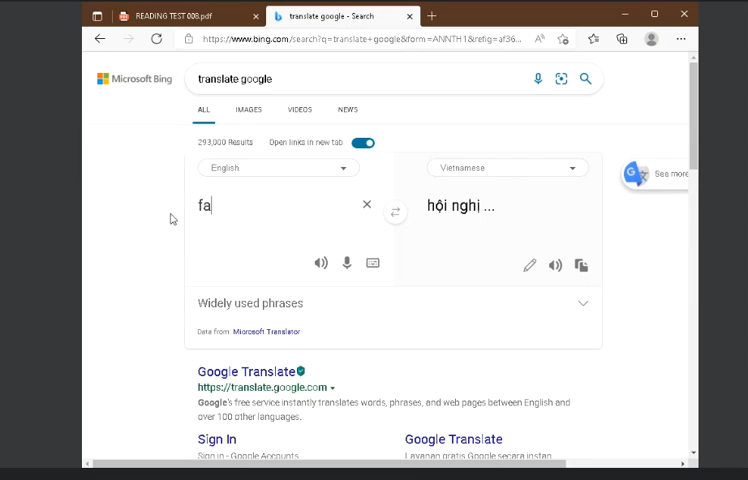 READING TEST 008.pdf
translate google - Search
https://www.bing.com/search?q=translate+google&form=ANNTH1&refig=af36...
Microsoft Bing
translate google
ALL IMAGES VIDEOS NEWS
293,000 Results Open links in new tab
English
Vietnamese
See more
fa
hội nghị ...
Widely used phrases
Data from: Microsoft Translator
Google Translate
https://translate.google.com
Google's free service instantly translates words, phrases, and web pages between English and
over 100 other languages.
Sign In
Google Translate
Sign in - Google Accounts
Layanan gratis Google secara instan